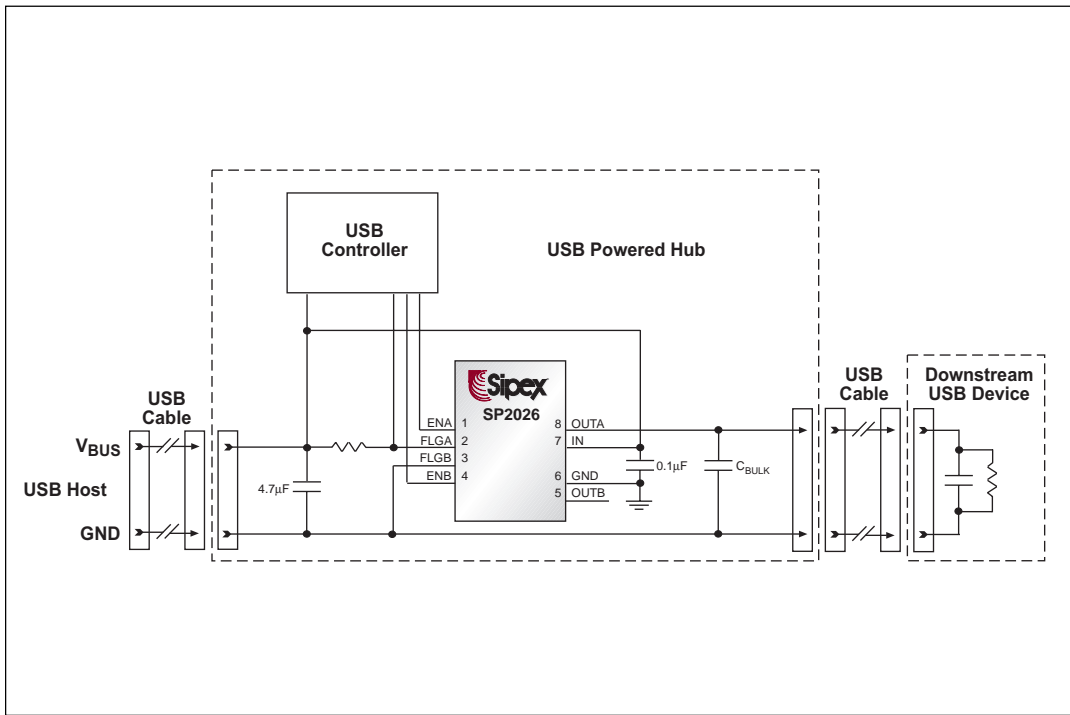 USB
Controller
USB Powered Hub
Sipex
SP2026
ENA 1
FLGA 2
FLGB 3
ENB 4
8 OUTA
7 IN
6 GND
5 OUTB
0.1µF
CBULK
4.7µF
USB
Cable
VBUS
USB Host
GND
USB
Cable
Downstream
USB Device